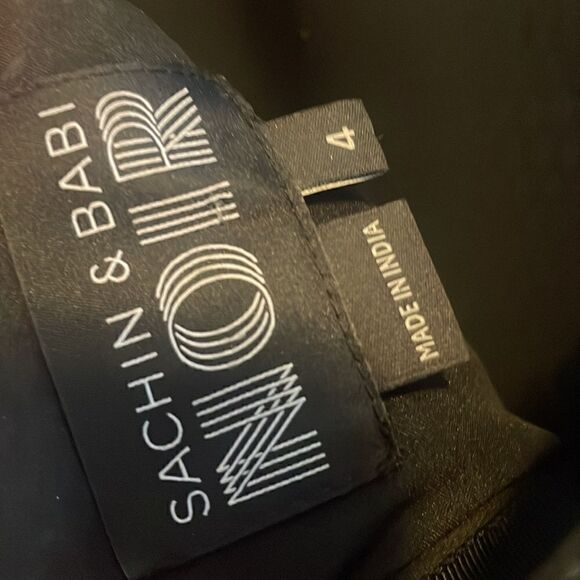 SACHIN & BABI
NOIR
4
MADE IN INDIA